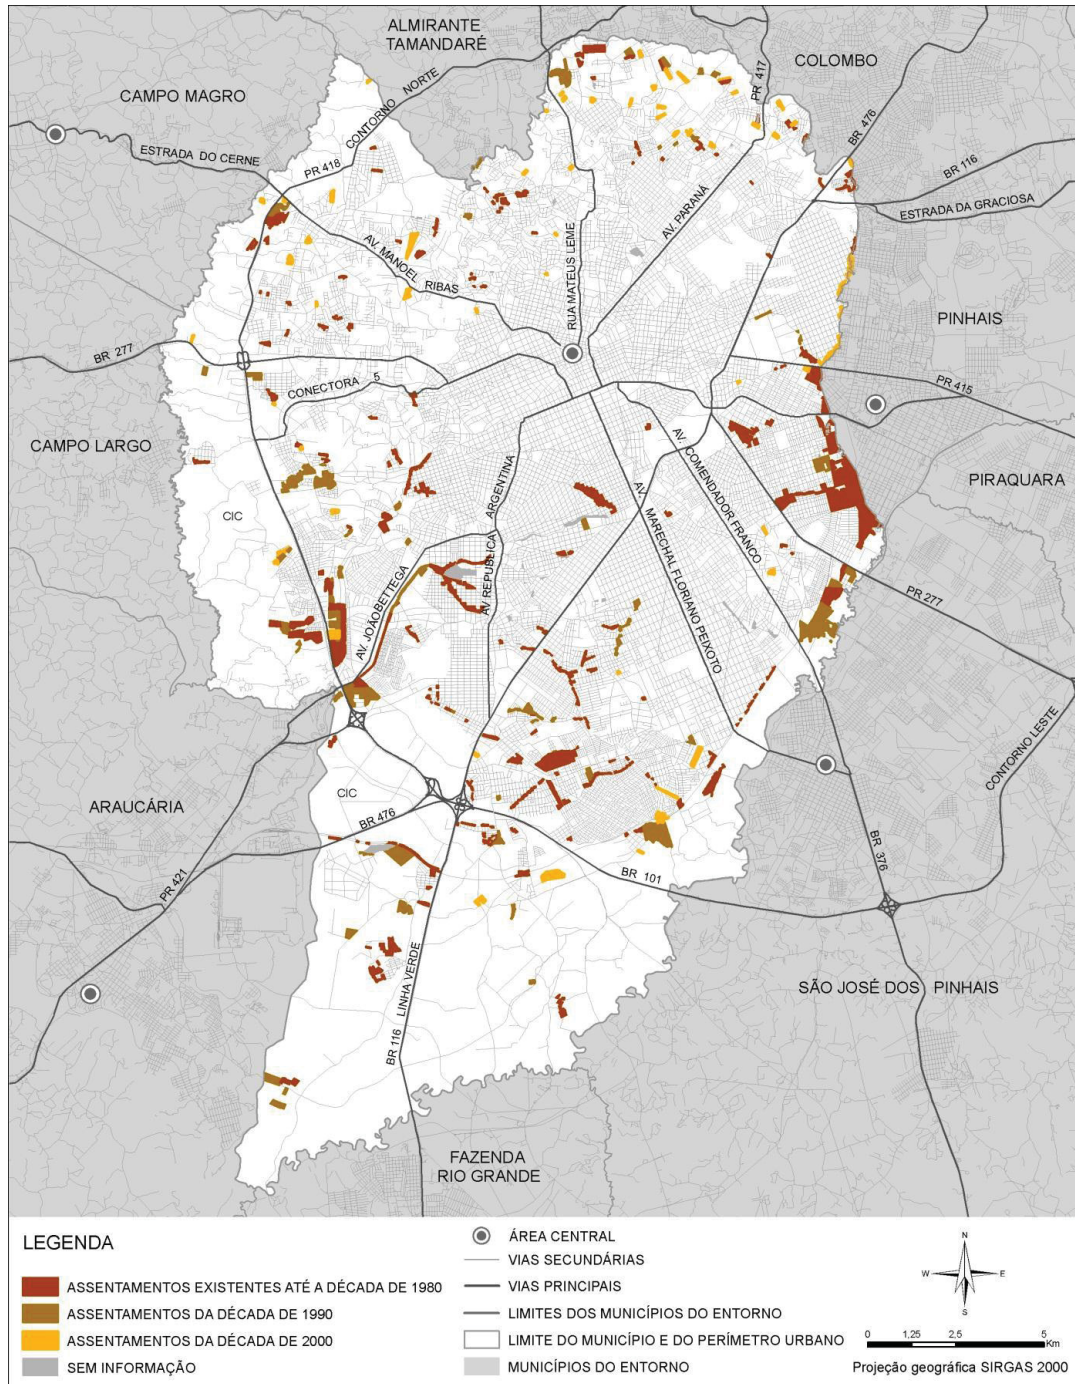 ALMIRANTE
TAMANDARÉ
COLOMBO
CAMPO MAGRO
CONTORNO NORTE
PR 417
BR 476
ESTRADA DO CERNE
PR 418
BR 116
ESTRADA DA GRACIOSA
AV. PARANÁ
AV. MANOEL RIBAS
RUA MATEUS LEME
PINHAIS
BR 277
CONECTORA 5
PR 415
CAMPO LARGO
AV. COMENDADOR FRANCO
PIRAQUARA
CIC
AV. REPUBLICA ARGENTINA
AV. MARECHAL FLORIANO PEIXOTO
AV. JOÃO BETTEGA
PR 277
CONTORNO LESTE
ARAUCÁRIA
CIC
BR 476
PR 421
BR 376
BR 101
LINHA VERDE
SÃO JOSÉ DOS PINHAIS
BR 116
FAZENDA
RIO GRANDE
LEGENDA
ASSENTAMENTOS EXISTENTES ATÉ A DÉCADA DE 1980
ASSENTAMENTOS DA DÉCADA DE 1990
ASSENTAMENTOS DA DÉCADA DE 2000
SEM INFORMAÇÃO
ÁREA CENTRAL
VIAS SECUNDÁRIAS
VIAS PRINCIPAIS
LIMITES DOS MUNICÍPIOS DO ENTORNO
LIMITE DO MUNICÍPIO E DO PERÍMETRO URBANO
MUNICÍPIOS DO ENTORNO
N
W E
S
0 1,25 2,5 5
Km
Projeção geográfica SIRGAS 2000